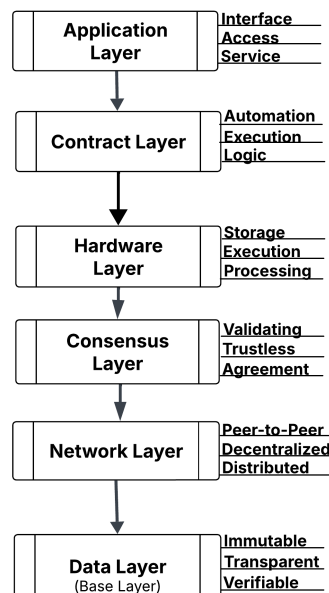 Application
Layer
Interface
Access
Service
Contract Layer
Automation
Execution
Logic
Hardware
Layer
Storage
Execution
Processing
Consensus
Layer
Validating
Trustless
Agreement
Network Layer
Peer-to-Peer
Decentralized
Distributed
Data Layer
(Base Layer)
Immutable
Transparent
Verifiable